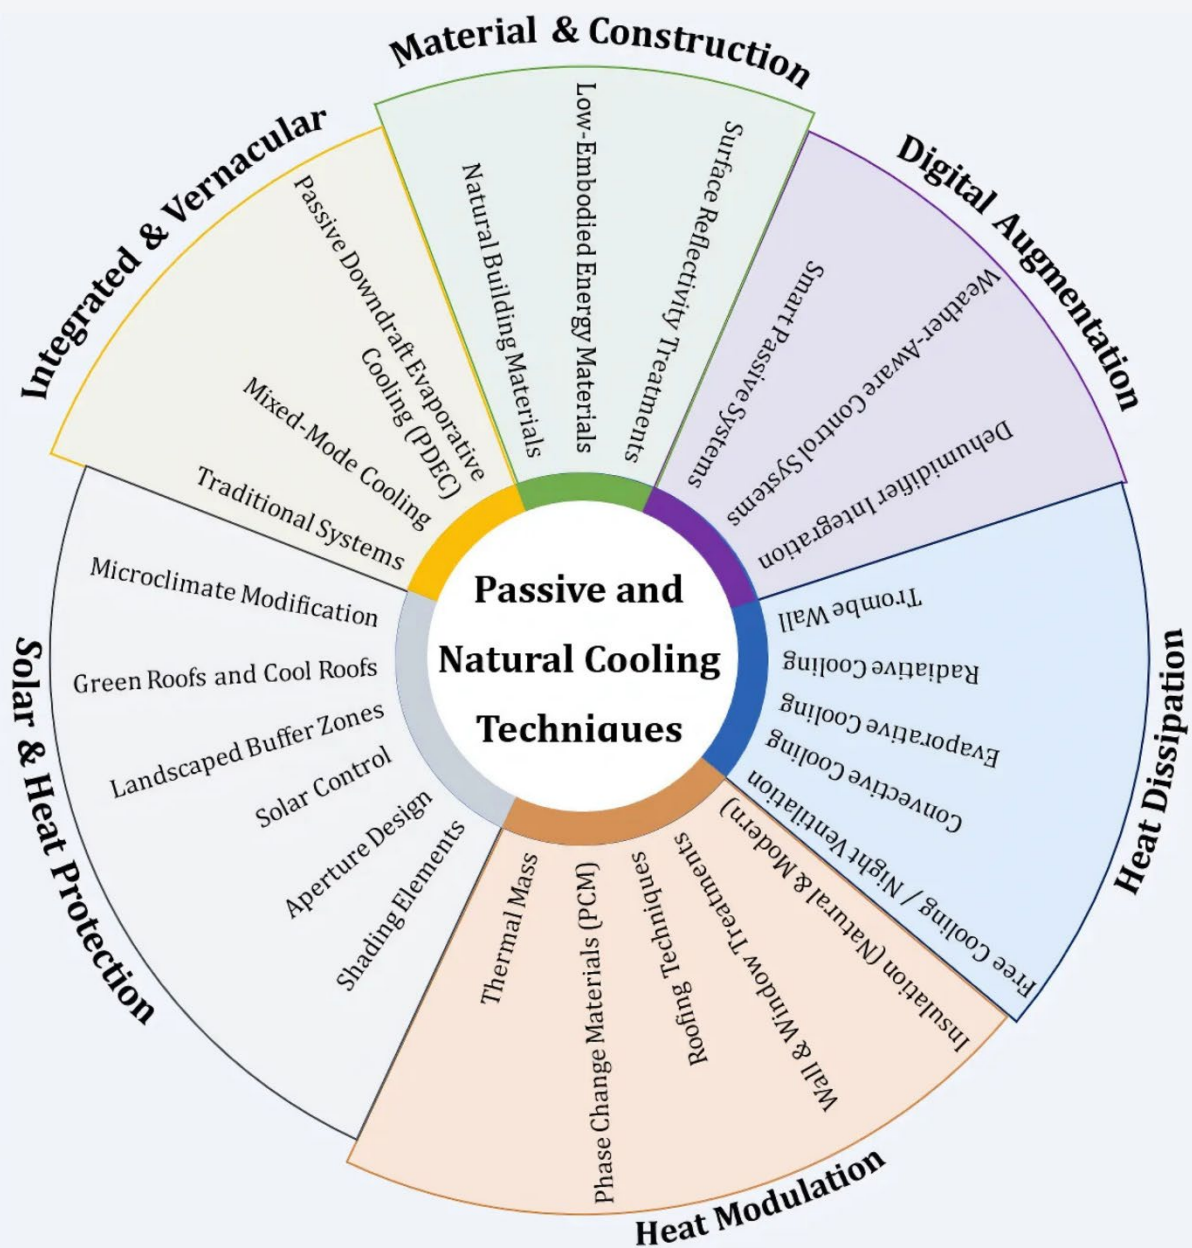 Passive and
Natural Cooling
Techniques
Material & Construction
Natural Building Materials
Low-Embodied Energy Materials
Surface Reflectivity Treatments
Digital Augmentation
Smart Passive Systems
Weather-Aware Control Systems
Dehumidifier Integration
Heat Dissipation
Trombe Wall
Radiative Cooling
Evaporative Cooling
Convective Cooling
Free Cooling / Night Ventilation
Heat Modulation
Insulation (Natural & Modern)
Wall & Window Treatments
Roofing Techniques
Phase Change Materials (PCM)
Thermal Mass
Solar & Heat Protection
Shading Elements
Aperture Design
Solar Control
Landscaped Buffer Zones
Green Roofs and Cool Roofs
Microclimate Modification
Integrated & Vernacular
Traditional Systems
Mixed-Mode Cooling
Passive Downdraft Evaporative
Cooling (PDEC)